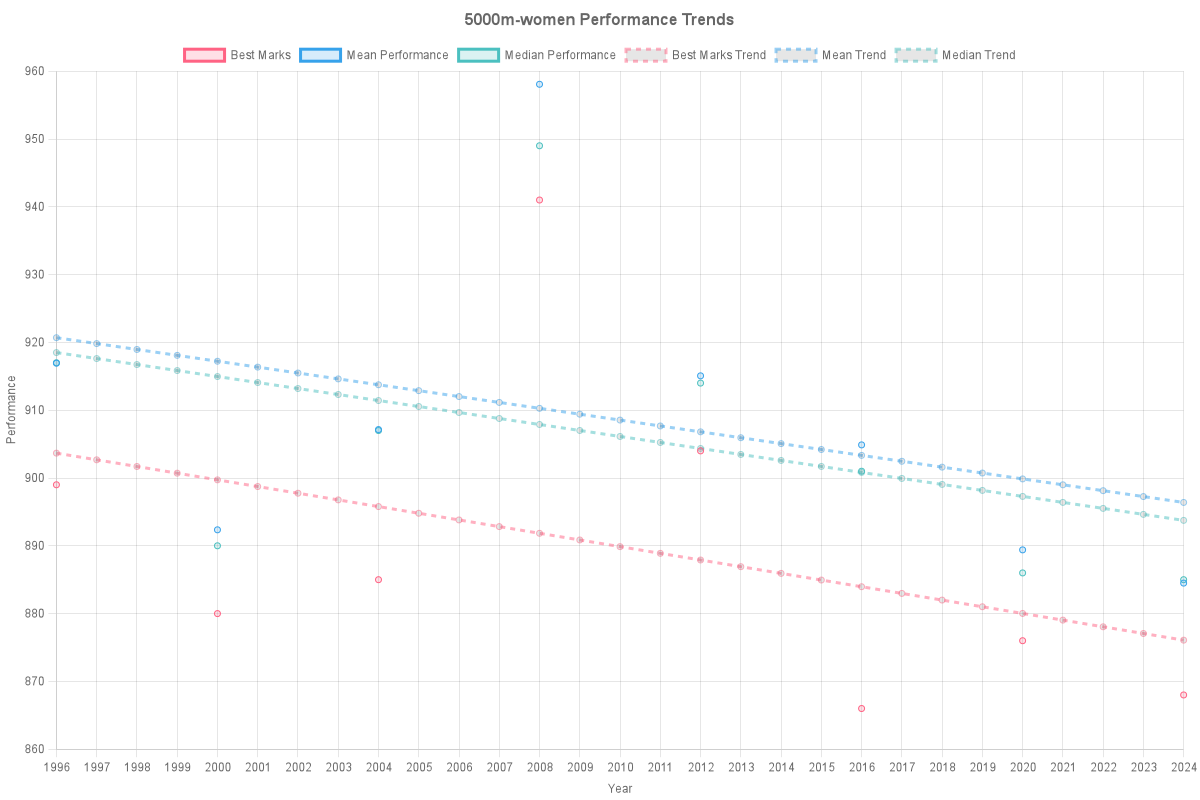 5000m-women Performance Trends
Best Marks Mean Performance Median Performance Best Marks Trend Mean Trend Median Trend
960
950
940
930
920
910
900
890
880
870
860
Performance
1996 1997 1998 1999 2000 2001 2002 2003 2004 2005 2006 2007 2008 2009 2010 2011 2012 2013 2014 2015 2016 2017 2018 2019 2020 2021 2022 2023 2024
Year